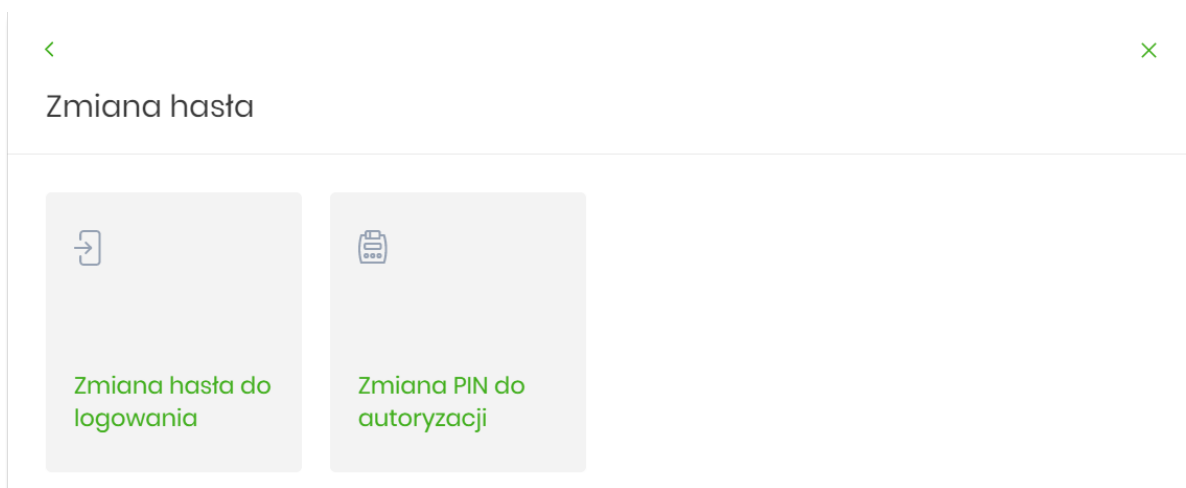 Zmiana hasła
Zmiana hasła do
logowania
Zmiana PIN do
autoryzacji